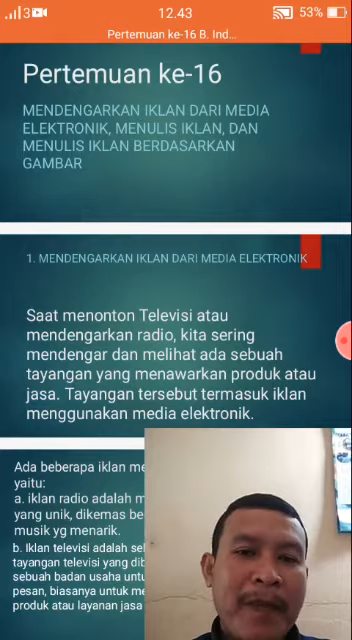 3
12.43
53%
Pertemuan ke-16 B. Ind...
Pertemuan ke-16
MENDENGARKAN IKLAN DARI MEDIA
ELEKTRONIK, MENULIS IKLAN, DAN
MENULIS IKLAN BERDASARKAN
GAMBAR
1. MENDENGARKAN IKLAN DARI MEDIA ELEKTRONIK
Saat menonton Televisi atau
mendengarkan radio, kita sering
mendengar dan melihat ada sebuah
tayangan yang menawarkan produk atau
jasa. Tayangan tersebut termasuk iklan
menggunakan media elektronik.
Ada beberapa iklan me
yaitu:
a. iklan radio adalah m
yang unik, dikemas be
musik yg menarik.
b. Iklan televisi adalah sel
tayangan televisi yang dib
sebuah badan usaha untu
pesan, biasanya untuk me
produk atau layanan jasa